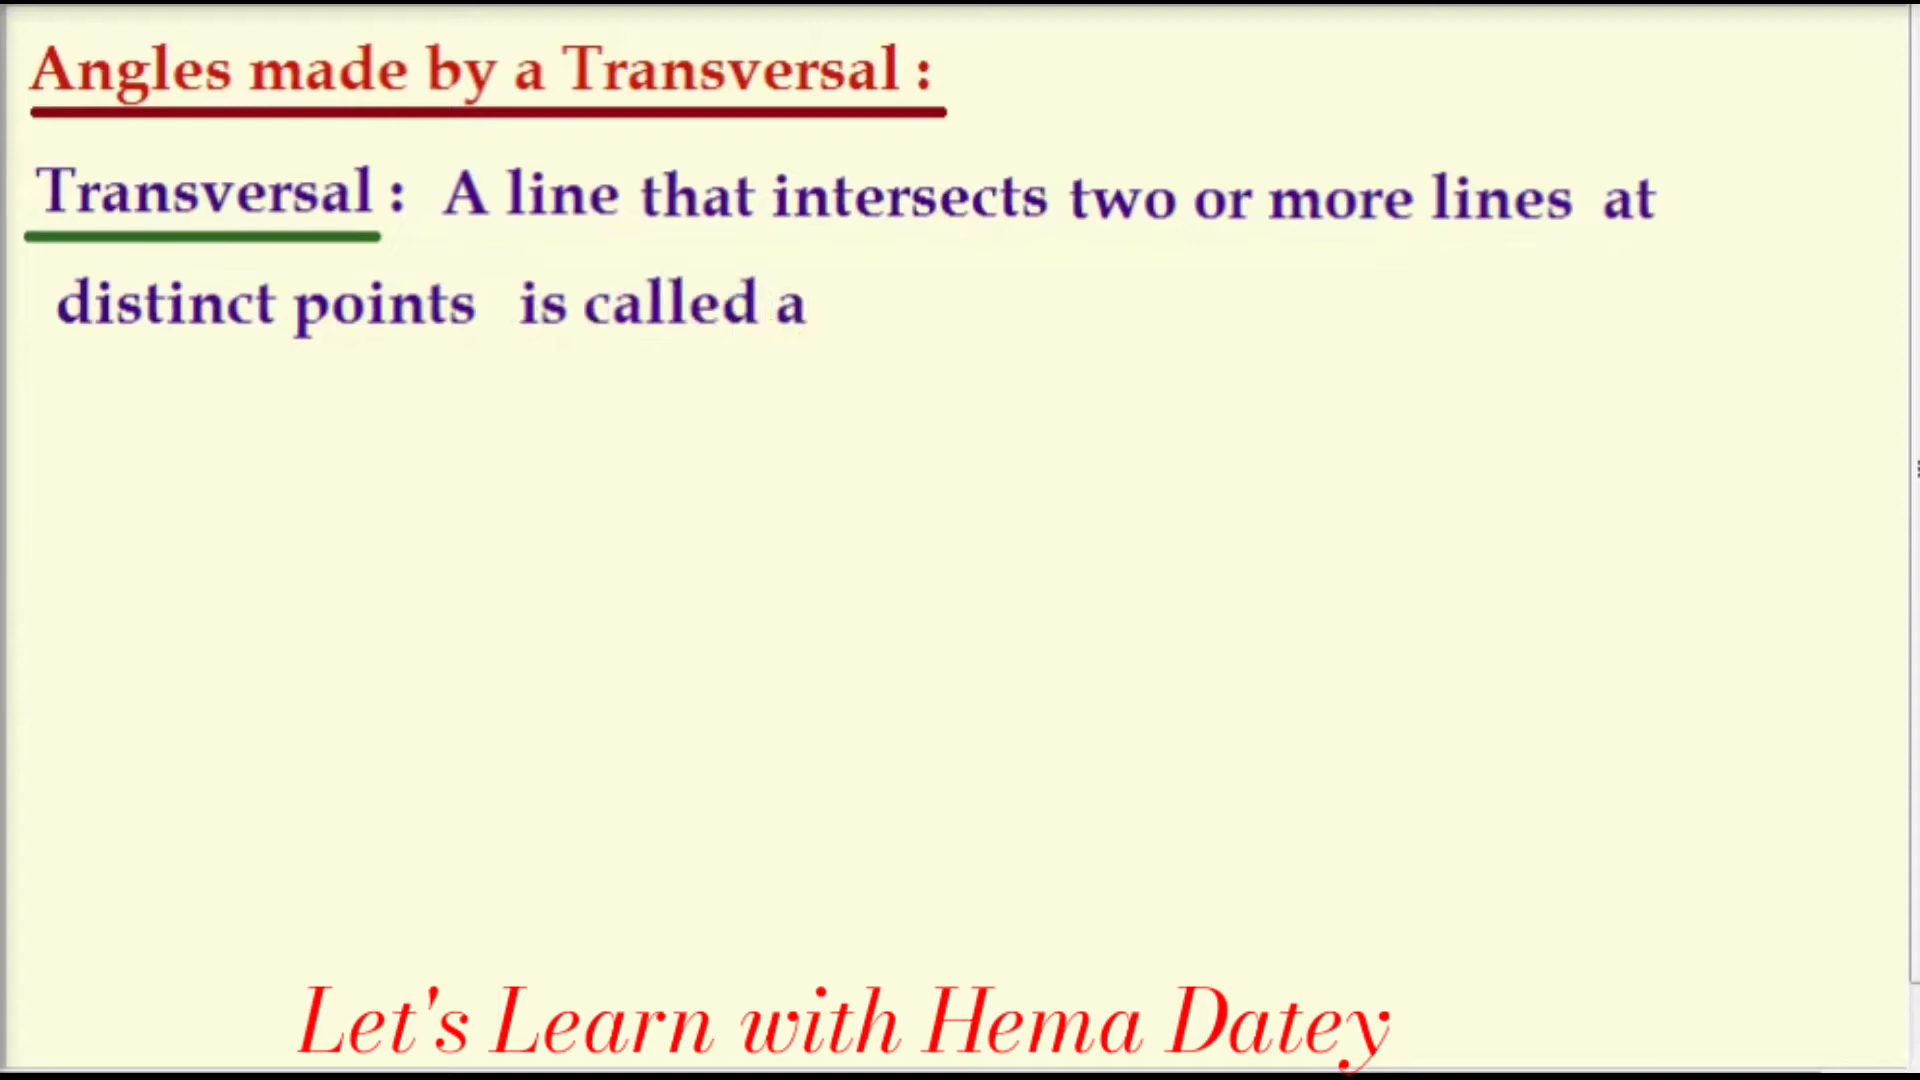 Angles made by a Transversal :
Transversal : A line that intersects two or more lines at
distinct points is called a
Let's Learn with Hema Datey